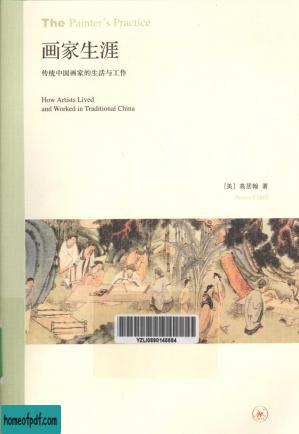 The Painter's Practice
画家生涯
传统中国画家的生活与工作
How Artists Lived
and Worked in Traditional China
[美] 高居翰 著
James Cahill
YZLI0890146884
homeofpdf.com